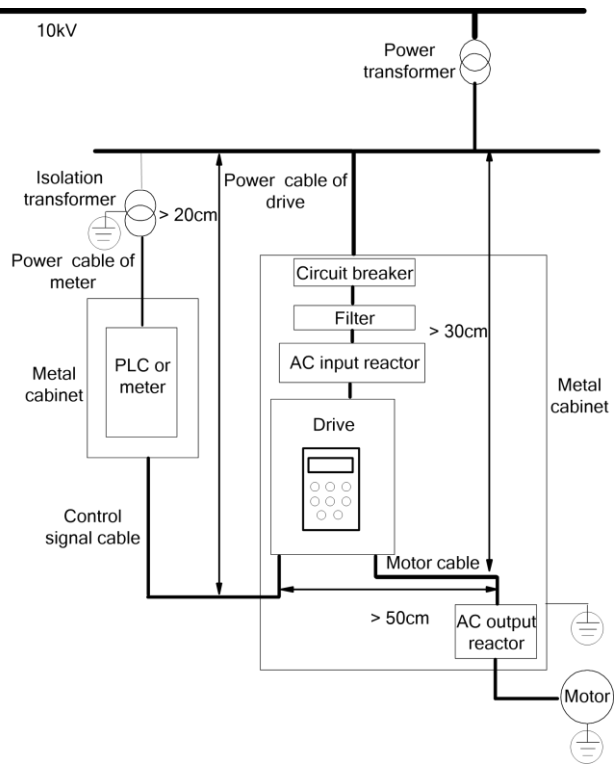 10kV
Power
transformer
Isolation
transformer
> 20cm
Power cable of
drive
Power cable of
meter
Circuit breaker
Filter
> 30cm
AC input reactor
PLC or
meter
Metal
cabinet
Metal
cabinet
Drive
Control
signal cable
Motor cable
> 50cm
AC output
reactor
Motor